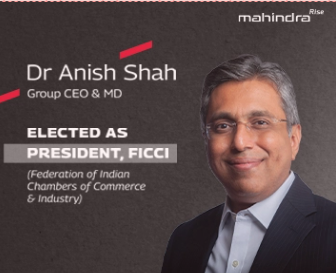 Rise
mahindra
Dr Anish Shah
Group CEO & MD
ELECTED AS
PRESIDENT, FICCI
(Federation of Indian
Chambers of Commerce
& Industry)